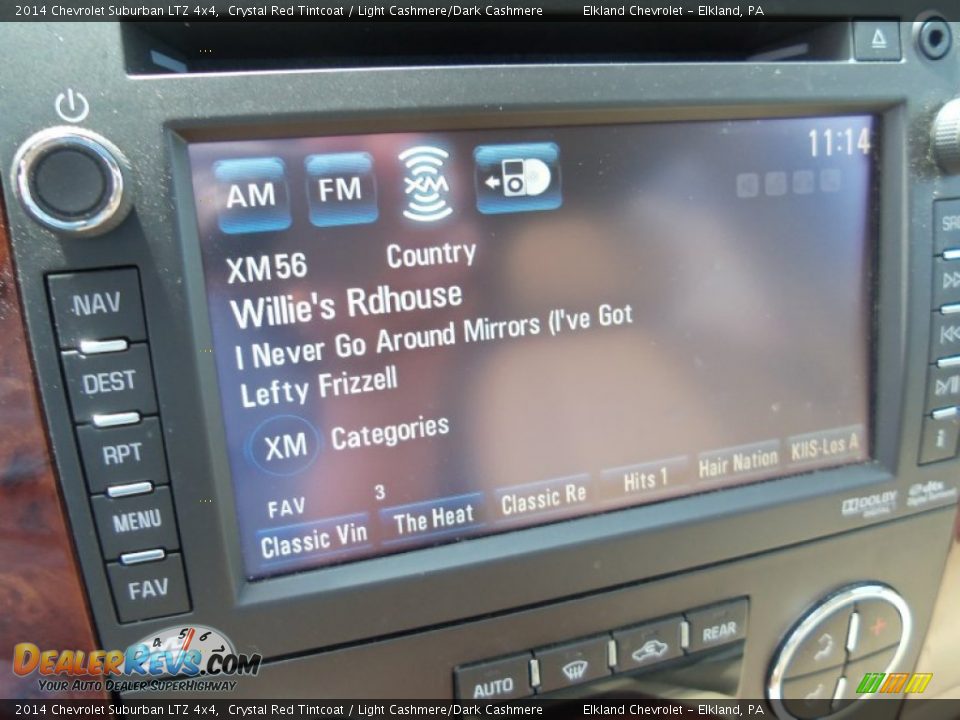 2014 Chevrolet Suburban LTZ 4x4, Crystal Red Tintcoat / Light Cashmere/Dark Cashmere Elkland Chevrolet - Elkland, PA
11:14
AM FM XM
XM56 Country
Willie's Rdhouse
I Never Go Around Mirrors (I've Got
Lefty Frizzell
XM Categories
FAV 3
Classic Vin The Heat Classic Re Hits 1 Hair Nation KIIS-Los A
NAV
DEST
RPT
MENU
FAV
DOLBY
DIGITAL
dts
AUTO
REAR
5 6
DEALERREVS.COM
YOUR AUTO DEALER SUPERHIGHWAY
2014 Chevrolet Suburban LTZ 4x4, Crystal Red Tintcoat / Light Cashmere/Dark Cashmere Elkland Chevrolet - Elkland, PA